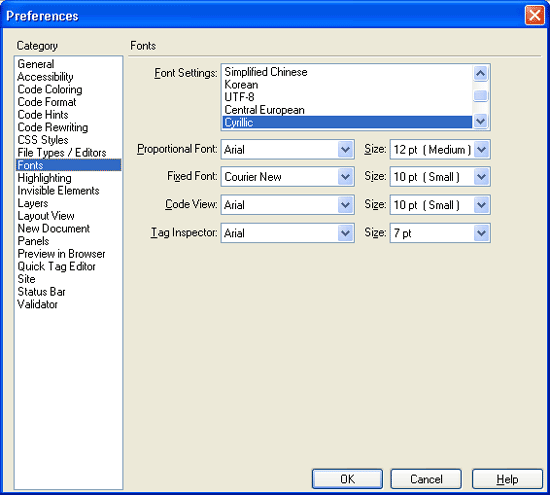 Preferences
Category
General
Accessibility
Code Coloring
Code Format
Code Hints
Code Rewriting
CSS Styles
File Types / Editors
Fonts
Highlighting
Invisible Elements
Layers
Layout View
New Document
Panels
Preview in Browser
Quick Tag Editor
Site
Status Bar
Validator
Fonts
Font Settings:
Simplified Chinese
Korean
UTF-8
Central European
Cyrillic
Proportional Font: Arial Size: 12 pt ( Medium )
Fixed Font: Courier New Size: 10 pt ( Small )
Code View: Arial Size: 10 pt ( Small )
Tag Inspector: Arial Size: 7 pt
OK Cancel Help